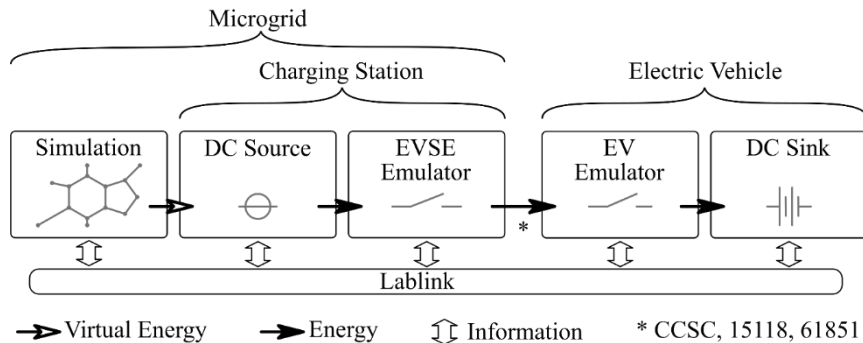 Microgrid
Charging Station
Electric Vehicle
Simulation
DC Source
EVSE
Emulator
EV
Emulator
DC Sink
*
Lablink
Virtual Energy
Energy
Information
* CCSC, 15118, 61851